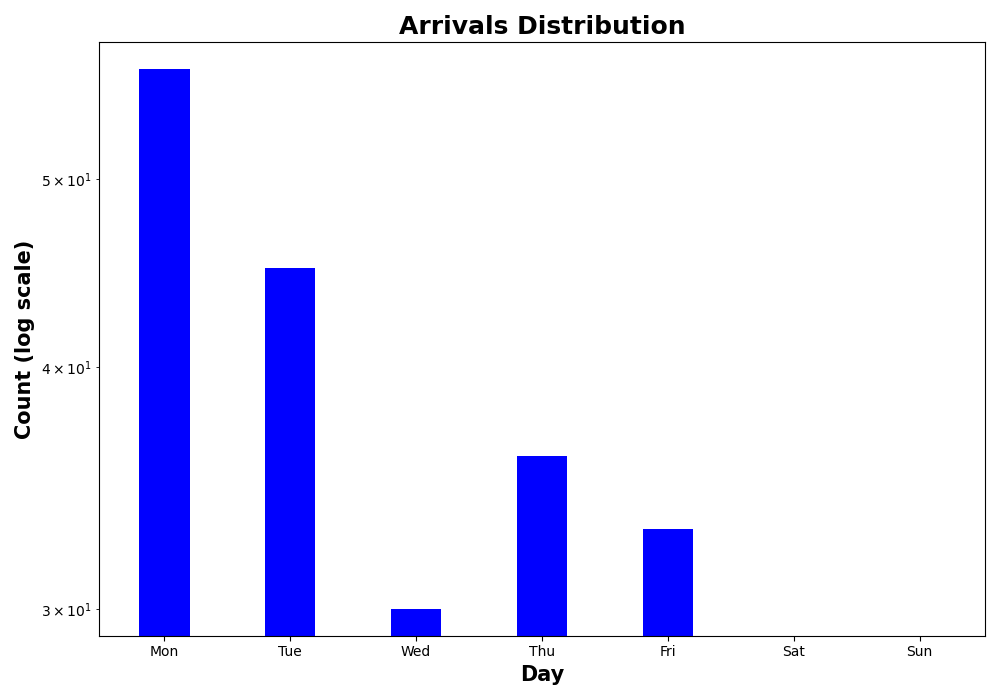 Arrivals Distribution
Count (log scale)
5 × 10¹
4 × 10¹
3 × 10¹
Mon Tue Wed Thu Fri Sat Sun
Day